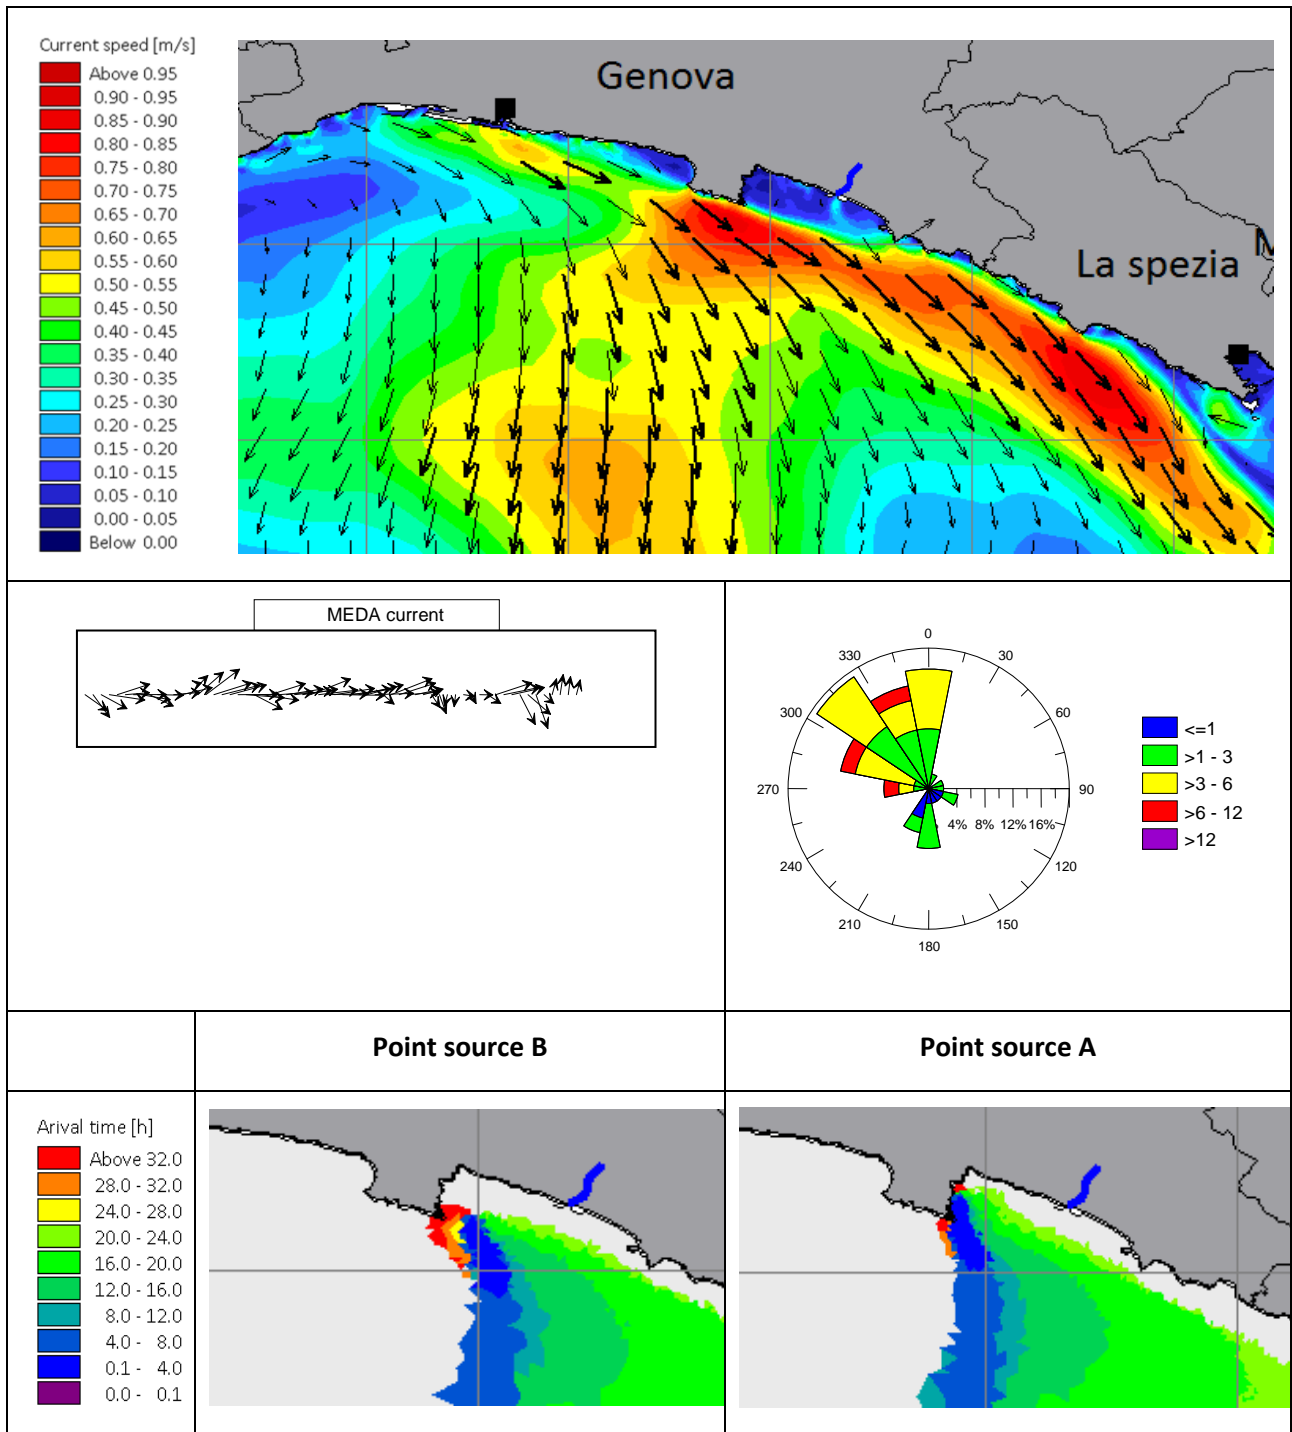 Current speed [m/s]
Above 0.95
0.90 - 0.95
0.85 - 0.90
0.80 - 0.85
0.75 - 0.80
0.70 - 0.75
0.65 - 0.70
0.60 - 0.65
0.55 - 0.60
0.50 - 0.55
0.45 - 0.50
0.40 - 0.45
0.35 - 0.40
0.30 - 0.35
0.25 - 0.30
0.20 - 0.25
0.15 - 0.20
0.10 - 0.15
0.05 - 0.10
0.00 - 0.05
Below 0.00
Genova
La spezia
M
MEDA current
0
30
60
90
120
150
180
210
240
270
300
330
4% 8% 12% 16%
<=1
>1 - 3
>3 - 6
>6 - 12
>12
Point source B
Point source A
Arival time [h]
Above 32.0
28.0 - 32.0
24.0 - 28.0
20.0 - 24.0
16.0 - 20.0
12.0 - 16.0
8.0 - 12.0
4.0 - 8.0
0.1 - 4.0
0.0 - 0.1